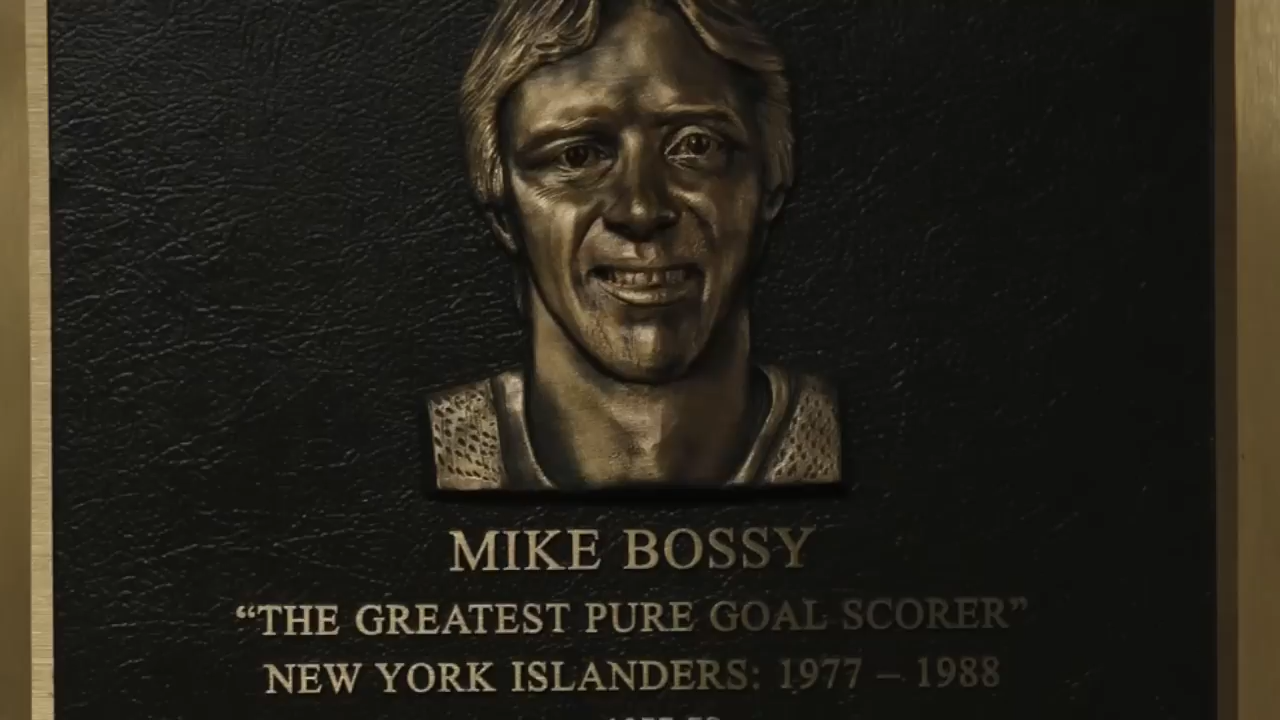 MIKE BOSSY
“THE GREATEST PURE GOAL SCORER”
NEW YORK ISLANDERS: 1977 – 1988